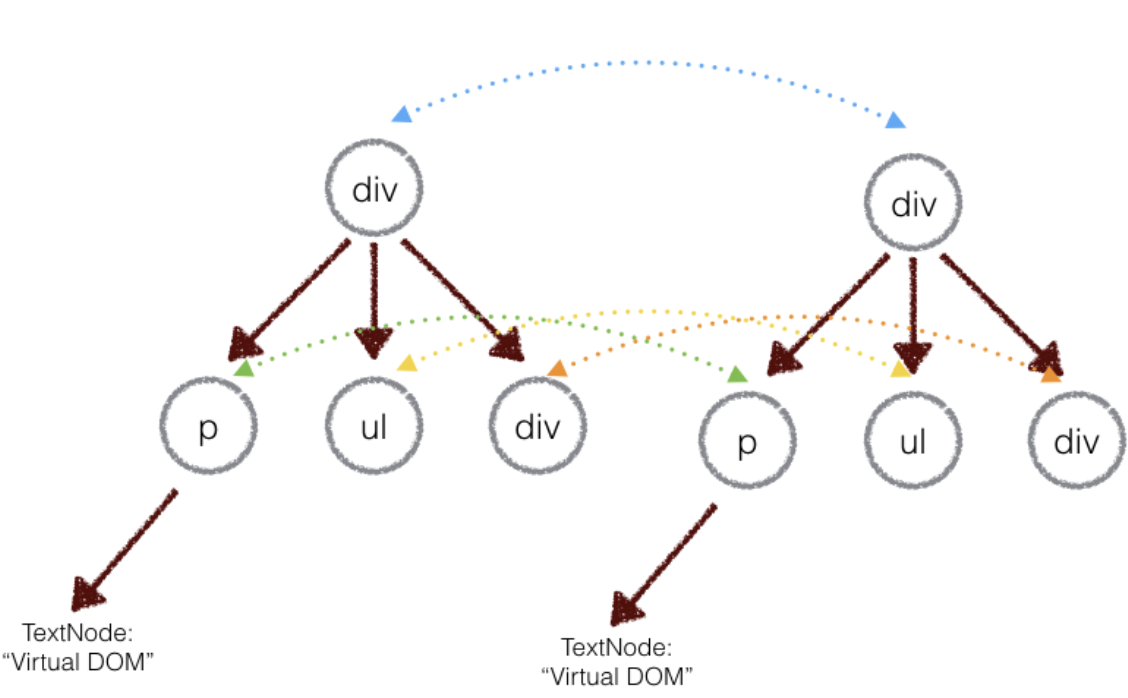 div
div
p
ul
div
p
ul
div
TextNode:
“Virtual DOM”
TextNode:
“Virtual DOM”